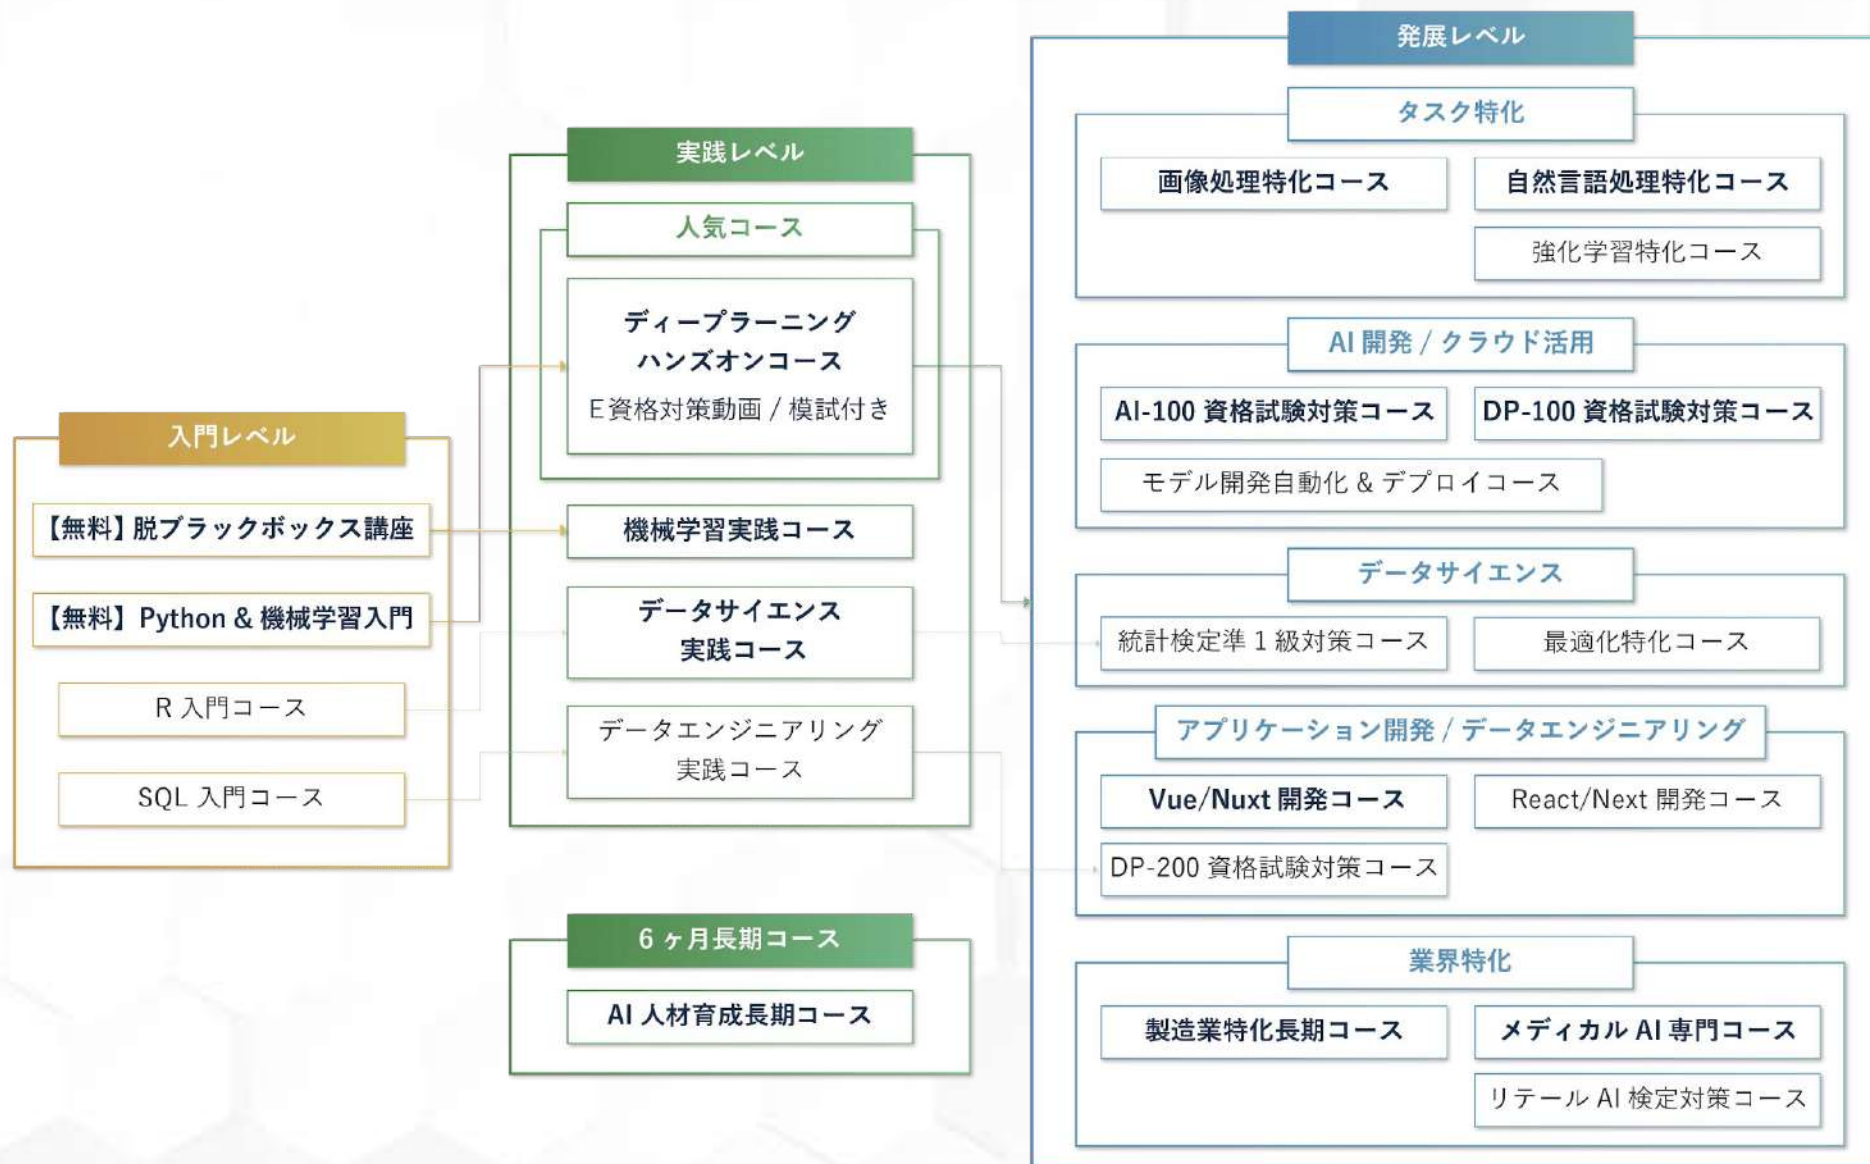 入門レベル
【無料】脱ブラックボックス講座
【無料】Python & 機械学習入門
R 入門コース
SQL 入門コース
実践レベル
人気コース
ディープラーニング
ハンズオンコース
E資格対策動画 / 模試付き
機械学習実践コース
データサイエンス
実践コース
データエンジニアリング
実践コース
6 ヶ月長期コース
AI 人材育成長期コース
発展レベル
タスク特化
画像処理特化コース
自然言語処理特化コース
強化学習特化コース
AI 開発 / クラウド活用
AI-100 資格試験対策コース
DP-100 資格試験対策コース
モデル開発自動化 & デプロイコース
データサイエンス
統計検定準 1 級対策コース
最適化特化コース
アプリケーション開発 / データエンジニアリング
Vue/Nuxt 開発コース
React/Next 開発コース
DP-200 資格試験対策コース
業界特化
製造業特化長期コース
メディカル AI 専門コース
リテール AI 検定対策コース